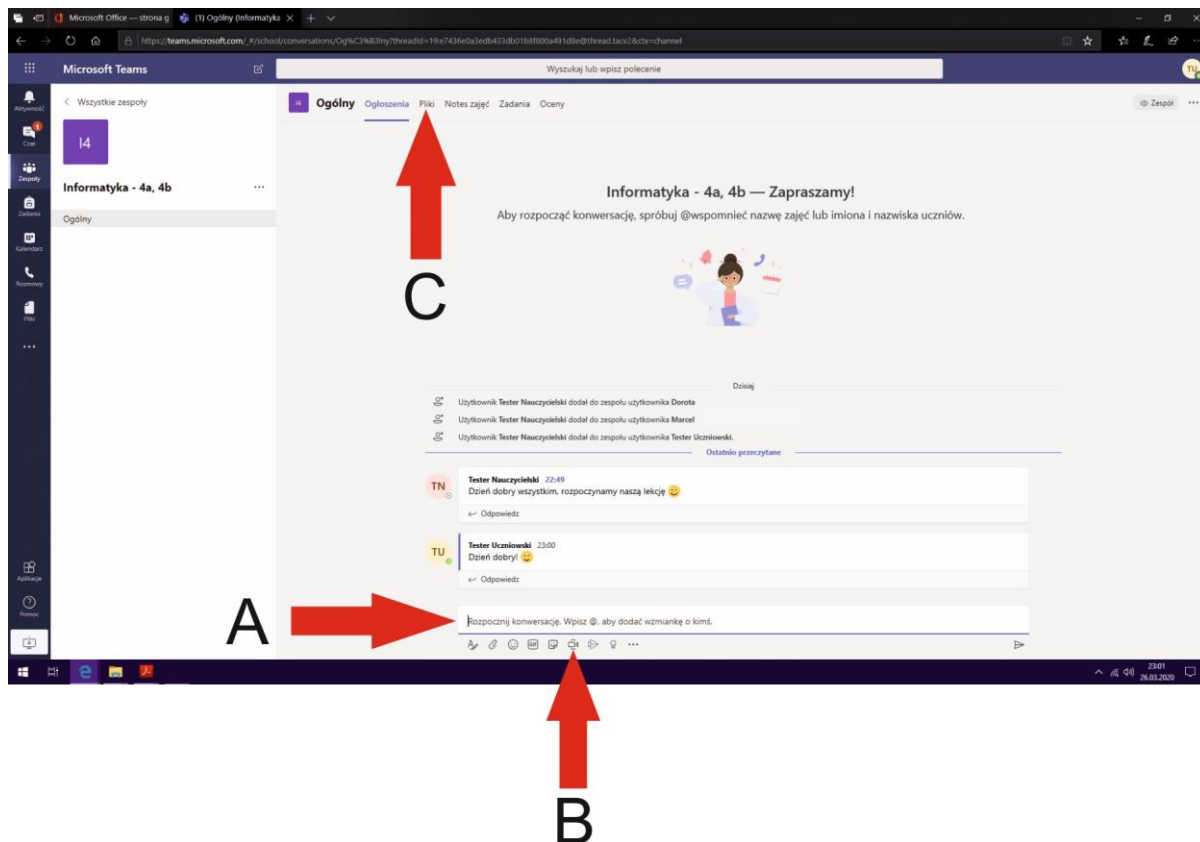 Microsoft Office — strona g
(1) Ogólny (Informatyka
https://teams.microsoft.com/_#/school/conversations/Og%C3%B3lny?threadId=19:e7436e0a3edb433db01b8f800a491d8e@thread.tacv2&ctx=channel
Microsoft Teams
Wyszukaj lub wpisz polecenie
TU
Aktywność
Czat
1
Zespoły
Zadania
Kalendarz
Rozmowy
Pliki
Aplikacje
Pomoc
Wszystkie zespoły
I4
Informatyka - 4a, 4b
Ogólny
I4 Ogólny Ogłoszenia Pliki Notes zajęć Zadania Oceny
Zespół
C
Informatyka - 4a, 4b — Zapraszamy!
Aby rozpocząć konwersację, spróbuj @wspomnieć nazwę zajęć lub imiona i nazwiska uczniów.
Dzisiaj
Użytkownik Tester Nauczycielski dodał do zespołu użytkownika Dorota
Użytkownik Tester Nauczycielski dodał do zespołu użytkownika Marcel
Użytkownik Tester Nauczycielski dodał do zespołu użytkownika Tester Uczniowski.
Ostatnio przeczytane
TN
Tester Nauczycielski 22:49
Dzień dobry wszystkim, rozpoczynamy naszą lekcję
Odpowiedz
TU
Tester Uczniowski 23:00
Dzień dobry!
Odpowiedz
A
Rozpocznij konwersację. Wpisz @, aby dodać wzmiankę o kimś.
GIF
23:01
26.03.2020
B